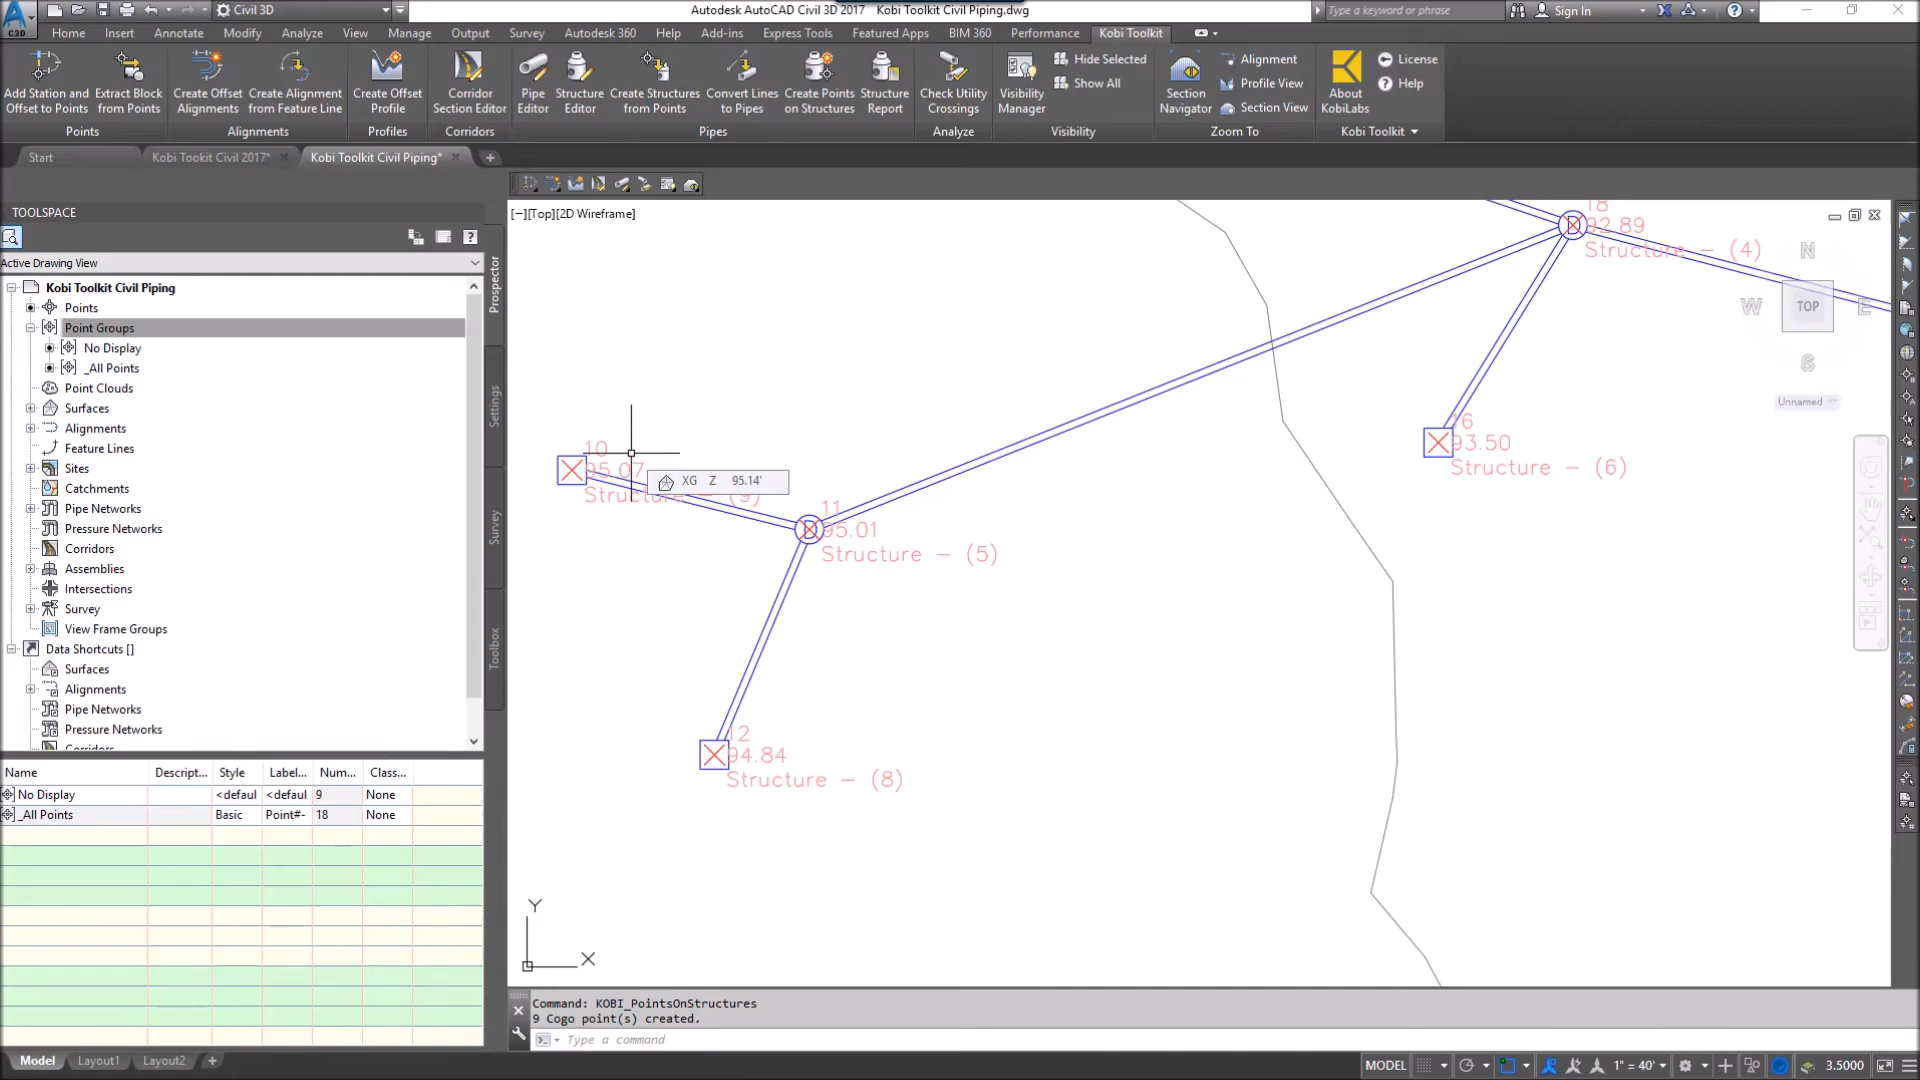 Civil 3D
Autodesk AutoCAD Civil 3D 2017 Kobi Toolkit Civil Piping.dwg
Type a keyword or phrase
Sign In
C3D
Home Insert Annotate Modify Analyze View Manage Output Survey Autodesk 360 Help Add-ins Express Tools Featured Apps BIM 360 Performance Kobi Toolkit
Add Station and Offset to Points
Extract Block from Points
Create Offset Alignments
Create Alignment from Feature Line
Create Offset Profile
Corridor Section Editor
Pipe Editor
Structure Editor
Create Structures from Points
Convert Lines to Pipes
Create Points on Structures
Structure Report
Check Utility Crossings
Visibility Manager
Hide Selected
Show All
Section Navigator
Alignment
Profile View
Section View
About KobiLabs
License
Help
Points Alignments Profiles Corridors Pipes Analyze Visibility Zoom To Kobi Toolkit
Start
Kobi Tookit Civil 2017*
Kobi Toolkit Civil Piping*
TOOLSPACE
Active Drawing View
Kobi Toolkit Civil Piping
Points
Point Groups
No Display
_All Points
Point Clouds
Surfaces
Alignments
Feature Lines
Sites
Catchments
Pipe Networks
Pressure Networks
Corridors
Assemblies
Intersections
Survey
View Frame Groups
Data Shortcuts []
Surfaces
Alignments
Pipe Networks
Pressure Networks
Corridors
Prospector
Settings
Survey
Toolbox
Name Descript... Style Label... Num... Class...
No Display <defaul <defaul 9 None
_All Points Basic Point#- 18 None
[−][Top][2D Wireframe]
18
92.89
Structure - (4)
N
W TOP E
S
Unnamed
16
93.50
Structure - (6)
10
95.07
Structure - (9)
XG Z 95.14'
11
95.01
Structure - (5)
12
94.84
Structure - (8)
Y
X
Command: KOBI_PointsOnStructures
9 Cogo point(s) created.
Type a command
Model Layout1 Layout2
MODEL 1" = 40' 3.5000